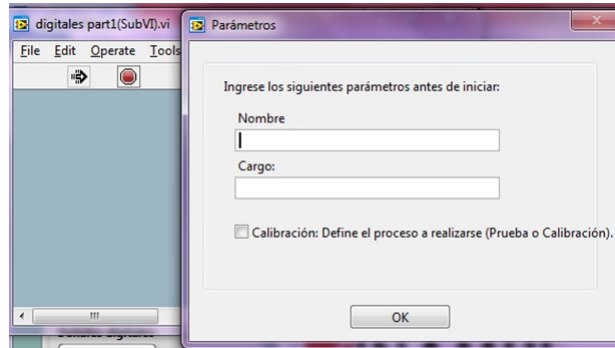 digitales part1(SubVI).vi
File Edit Operate Tools
Parámetros
Ingrese los siguientes parámetros antes de iniciar:
Nombre
Cargo:
Calibración: Define el proceso a realizarse (Prueba o Calibración).
OK